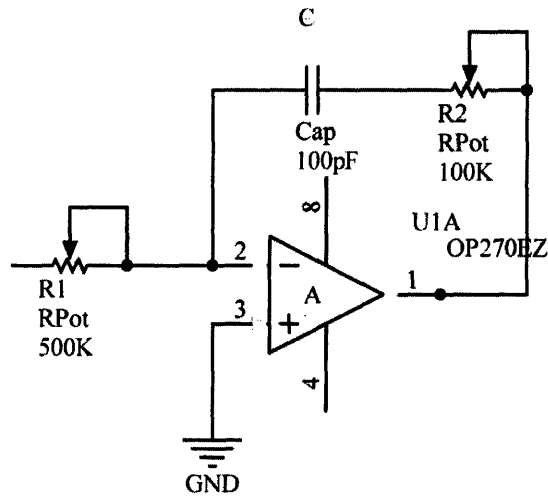 C
Cap
100pF
R2
RPot
100K
8
U1A
OP270EZ
2
1
A
3
R1
RPot
500K
4
GND